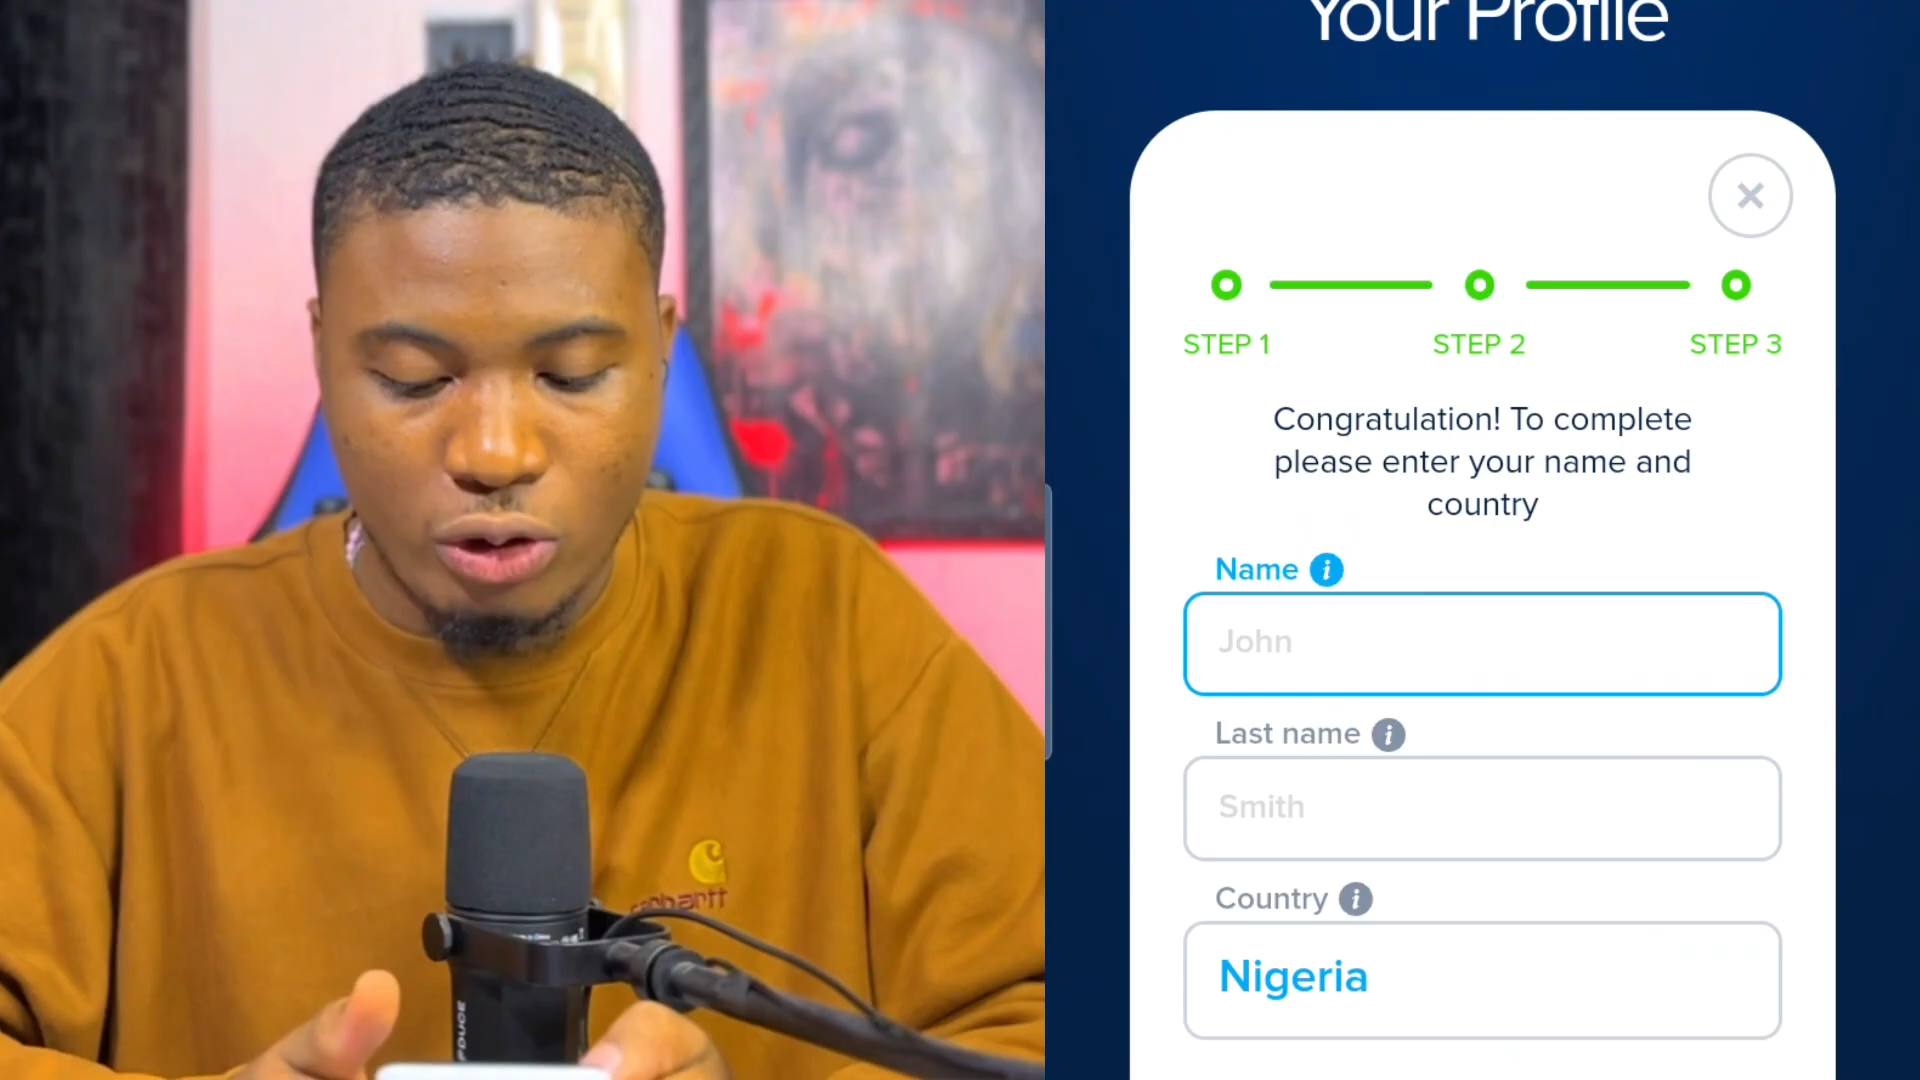 Your Profile
STEP 1
STEP 2
STEP 3
Congratulation! To complete
please enter your name and
country
Name
John
Last name
Smith
Country
Nigeria